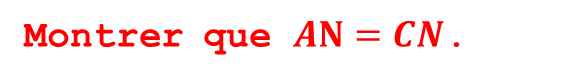 Montrer que AN = CN.